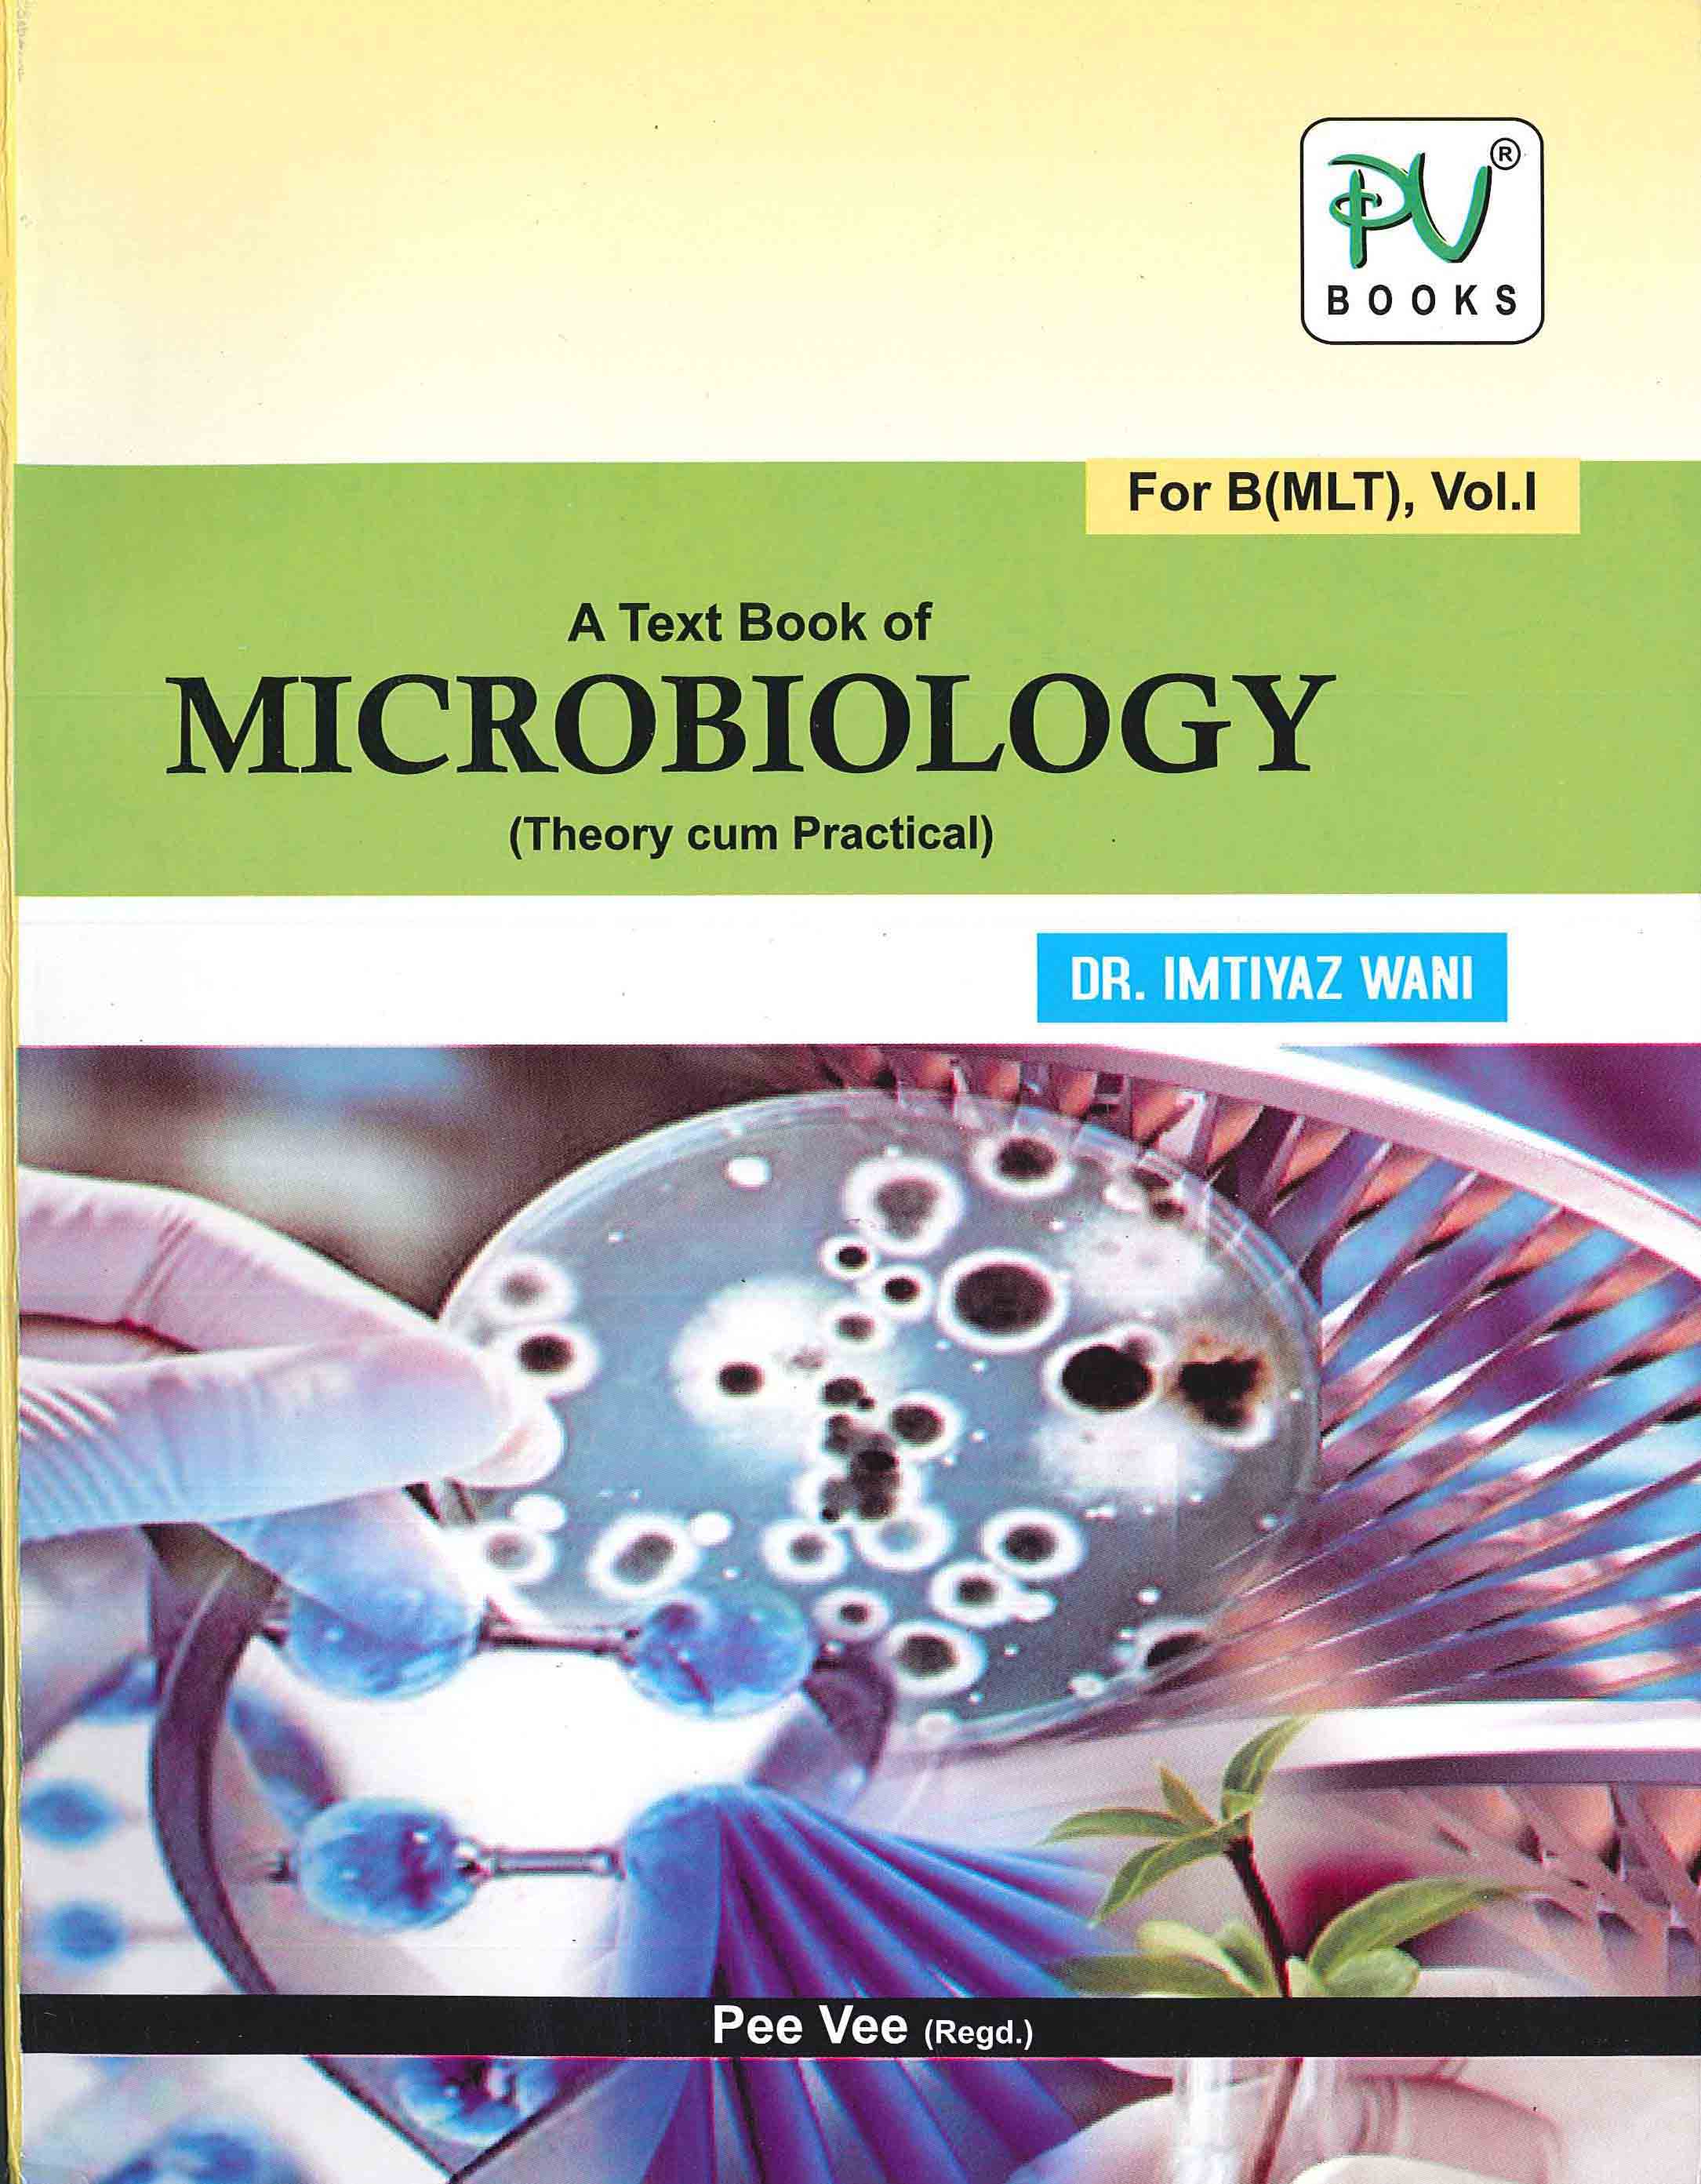 PV®
BOOKS
For B(MLT), Vol.I
A Text Book of
MICROBIOLOGY
(Theory cum Practical)
DR. IMTIYAZ WANI
Pee Vee (Regd.)